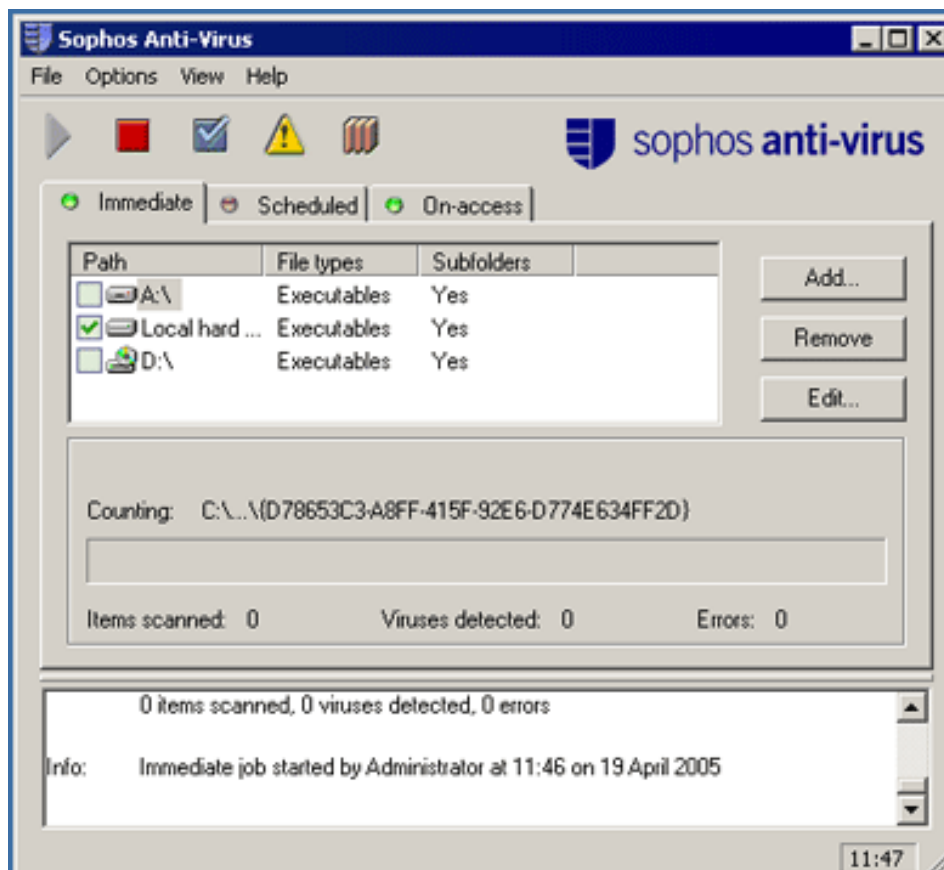 Sophos Anti-Virus
File Options View Help
sophos anti-virus
Immediate Scheduled On-access
Path File types Subfolders
A:\ Executables Yes
Local hard ... Executables Yes
D:\ Executables Yes
Add...
Remove
Edit...
Counting: C:\...\{D78653C3-A8FF-415F-92E6-D774E634FF2D}
Items scanned: 0 Viruses detected: 0 Errors: 0
0 items scanned, 0 viruses detected, 0 errors
Info: Immediate job started by Administrator at 11:46 on 19 April 2005
11:47